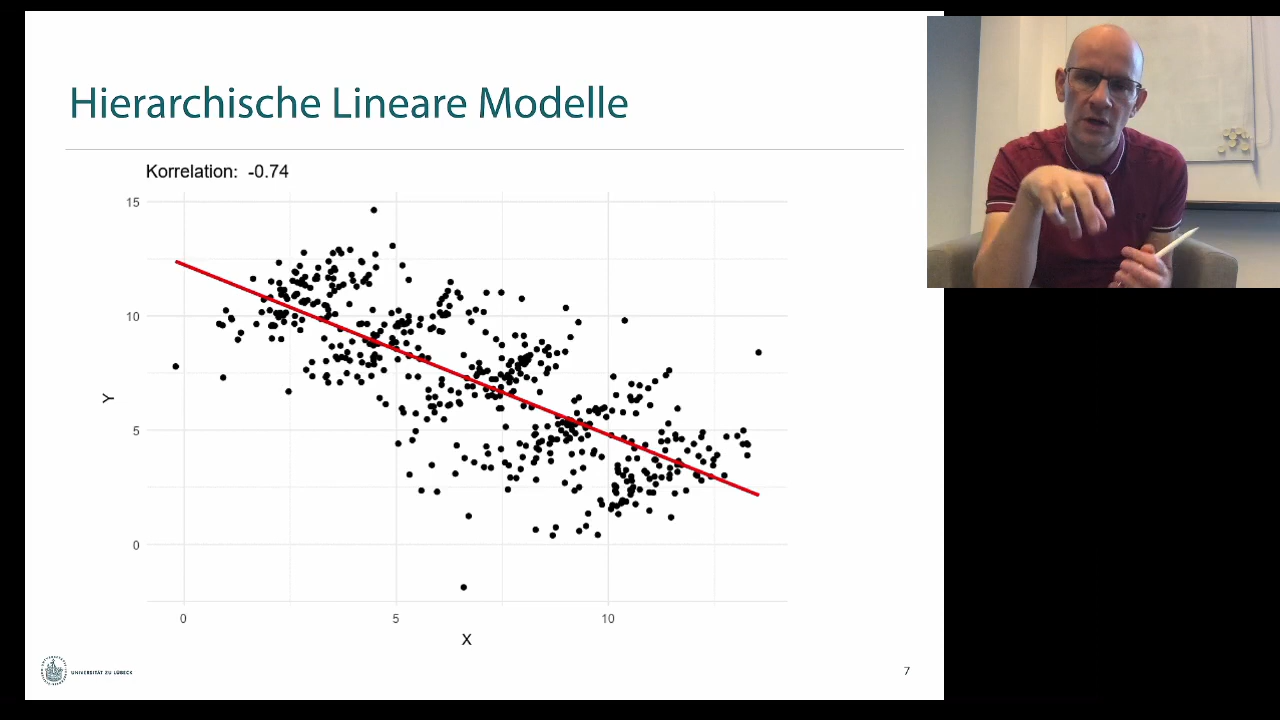 Hierarchische Lineare Modelle
Korrelation: -0.74
15
10
5
0
Y
0
5
10
X
UNIVERSITÄT ZU LÜBECK
7